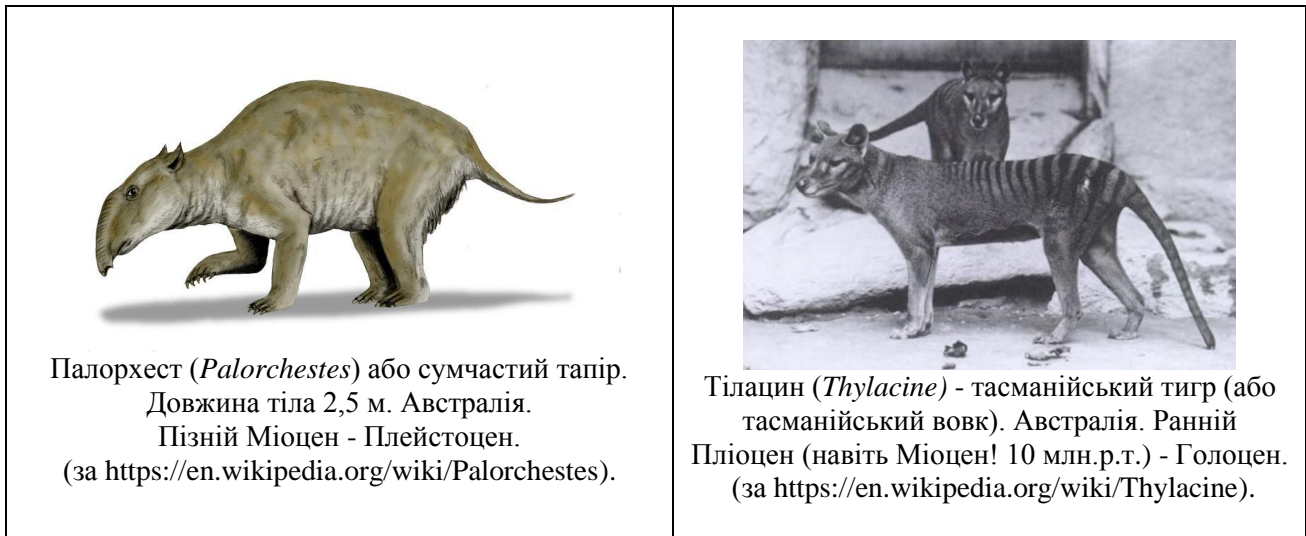 Палорхест (Palorchestes) або сумчастий тапір.
Довжина тіла 2,5 м. Австралія.
Пізній Міоцен - Плейстоцен.
(за https://en.wikipedia.org/wiki/Palorchestes).
Тілацин (Thylacine) - тасманійський тигр (або
тасманійський вовк). Австралія. Ранній
Пліоцен (навіть Міоцен! 10 млн.р.т.) - Голоцен.
(за https://en.wikipedia.org/wiki/Thylacine).